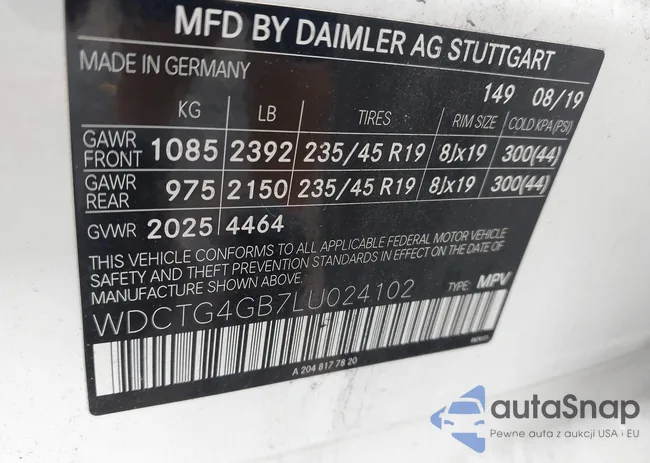 MFD BY DAIMLER AG STUTTGART
MADE IN GERMANY
149 08/19
KG LB TIRES RIM SIZE COLD KPA (PSI)
GAWR FRONT 1085 2392 235/45 R19 8Jx19 300(44)
GAWR REAR 975 2150 235/45 R19 8Jx19 300(44)
GVWR 2025 4464
THIS VEHICLE CONFORMS TO ALL APPLICABLE FEDERAL MOTOR VEHICLE
SAFETY AND THEFT PREVENTION STANDARDS IN EFFECT ON THE DATE OF
MANUFACTURE SHOWN ABOVE.
WDCTG4GB7LU024102 TYPE: MPV
A 204 817 78 20
autaSnap
Pewne auta z aukcji USA i EU